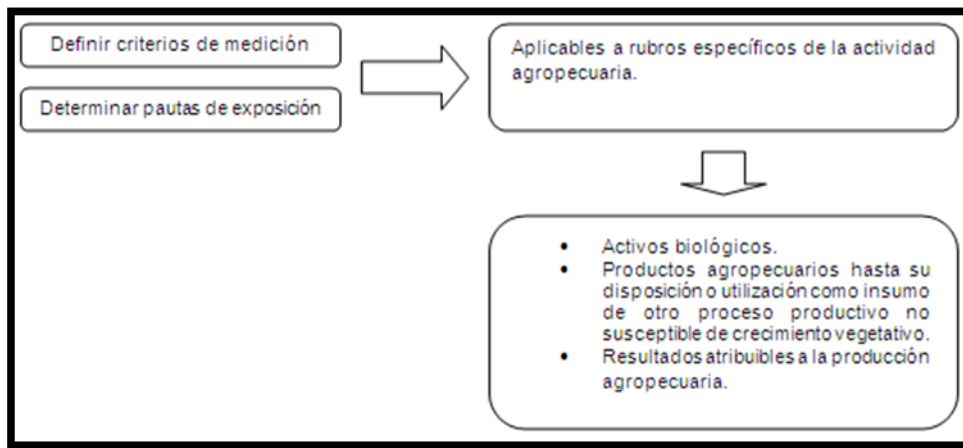 Definir criterios de medición
Determinar pautas de exposición
Aplicables a rubros específicos de la actividad
agropecuaria.
• Activos biológicos.
• Productos agropecuarios hasta su
disposición o utilización como insumo
de otro proceso productivo no
susceptible de crecimiento vegetativo.
• Resultados atribuibles a la producción
agropecuaria.